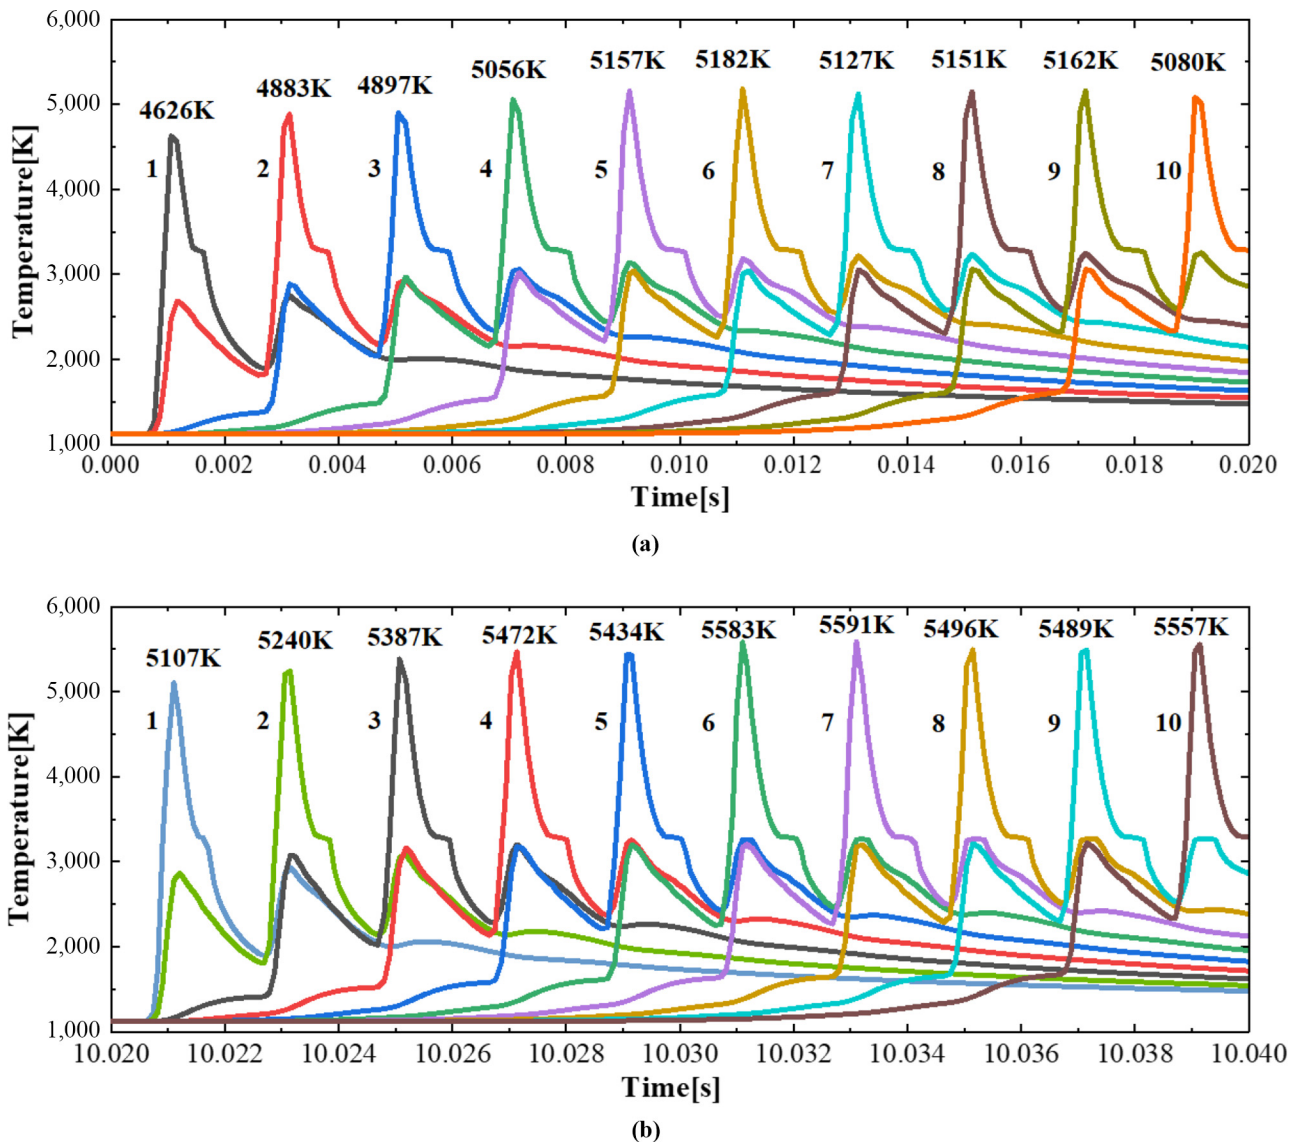 6,000
5,000
4,000
3,000
2,000
1,000
Temperature[K]
4626K
4883K
4897K
5056K
5157K
5182K
5127K
5151K
5162K
5080K
1
2
3
4
5
6
7
8
9
10
0.000 0.002 0.004 0.006 0.008 0.010 0.012 0.014 0.016 0.018 0.020
Time[s]
(a)
6,000
5,000
4,000
3,000
2,000
1,000
Temperature[K]
5107K
5240K
5387K
5472K
5434K
5583K
5591K
5496K
5489K
5557K
1
2
3
4
5
6
7
8
9
10
10.020 10.022 10.024 10.026 10.028 10.030 10.032 10.034 10.036 10.038 10.040
Time[s]
(b)